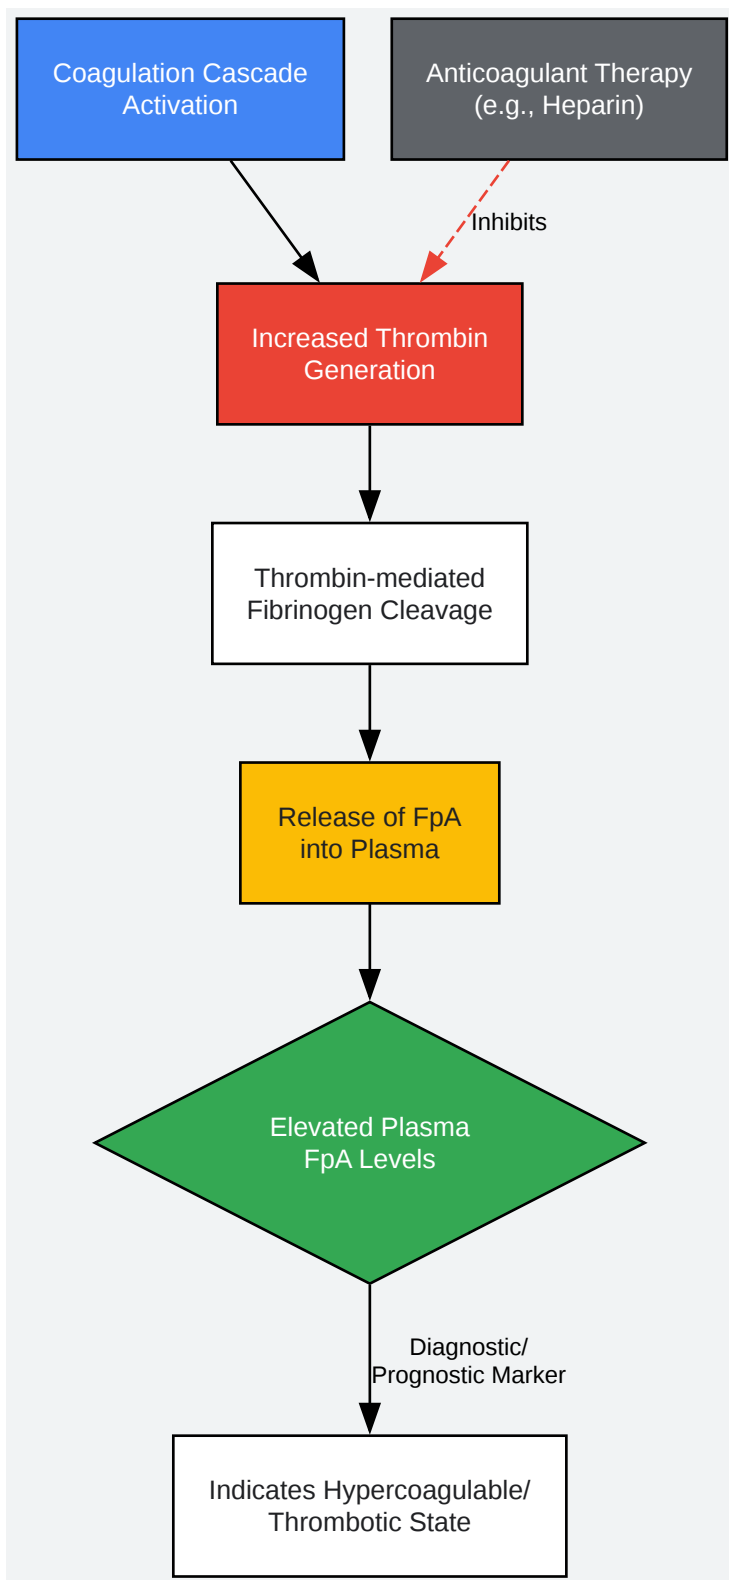 Coagulation Cascade
Activation
Anticoagulant Therapy
(e.g., Heparin)
Inhibits
Increased Thrombin
Generation
Thrombin-mediated
Fibrinogen Cleavage
Release of FpA
into Plasma
Elevated Plasma
FpA Levels
Diagnostic/
Prognostic Marker
Indicates Hypercoagulable/
Thrombotic State